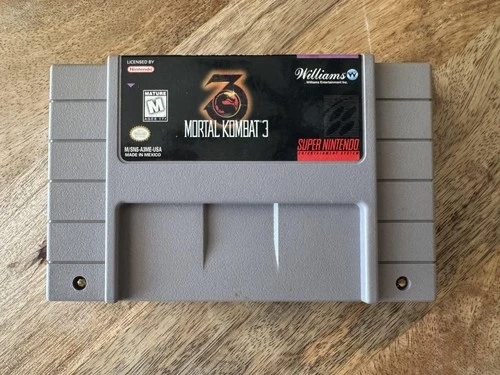 LICENSED BY
Nintendo
MATURE
M
3
MORTAL KOMBAT 3
Williams
Williams Entertainment Inc.
M/SNS-A3ME-USA
MADE IN MEXICO
SUPER NINTENDO
ENTERTAINMENT SYSTEM